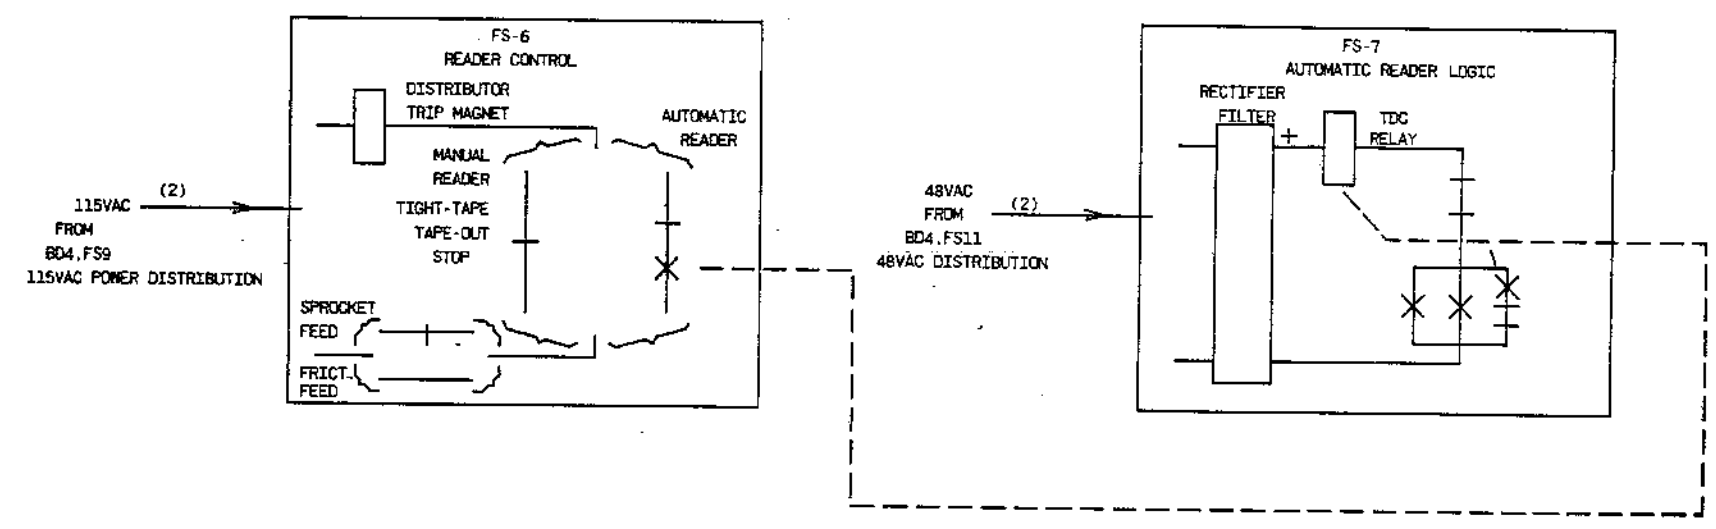 FS-6
READER CONTROL
DISTRIBUTOR
TRIP MAGNET
AUTOMATIC
READER
MANUAL
READER
TIGHT-TAPE
TAPE-OUT
STOP
115VAC (2)
FROM
BD4,FS9
115VAC POWER DISTRIBUTION
SPROCKET
FEED
FRICT-
FEED
FS-7
AUTOMATIC READER LOGIC
RECTIFIER
FILTER
+
TDC
RELAY
48VAC (2)
FROM
BD4,FS11
48VAC DISTRIBUTION